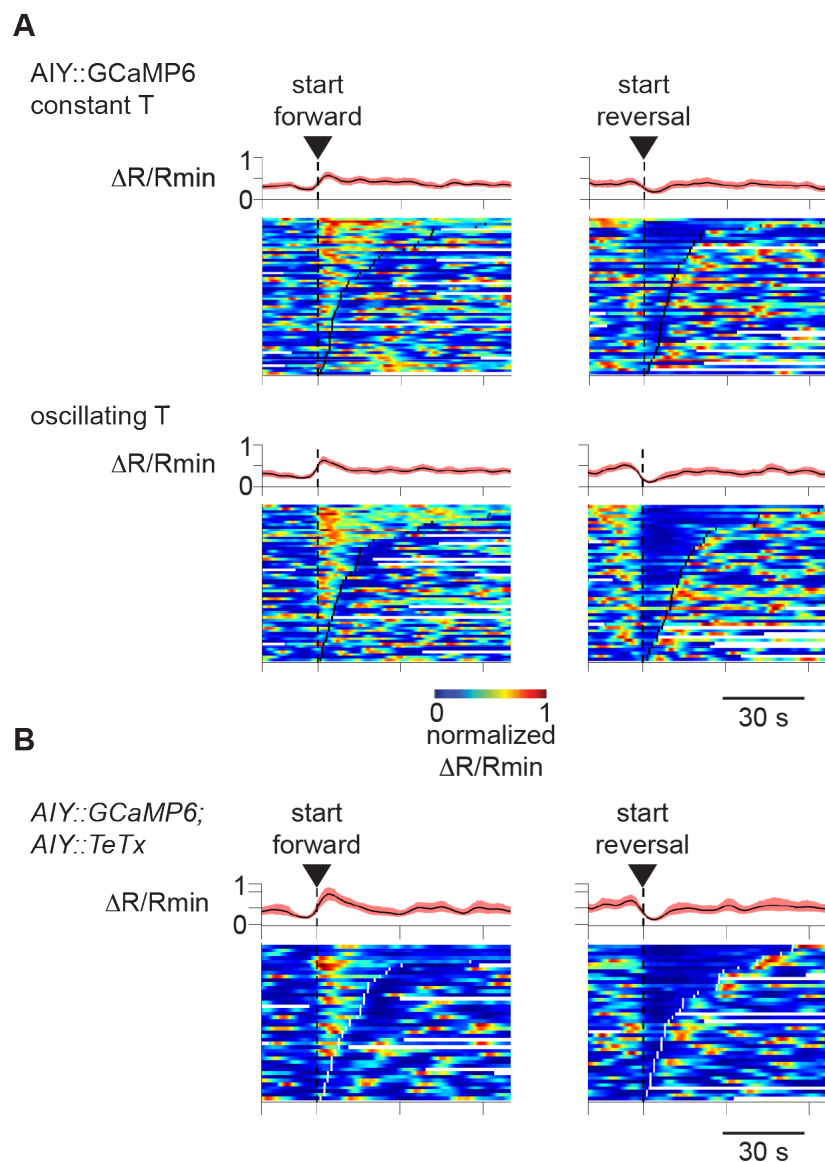 A
AIY::GCaMP6
constant T
start
forward
start
reversal
ΔR/Rmin
1
0
oscillating T
ΔR/Rmin
1
0
0 1
normalized
ΔR/Rmin
30 s
B
AIY::GCaMP6;
AIY::TeTx
start
forward
start
reversal
ΔR/Rmin
1
0
30 s